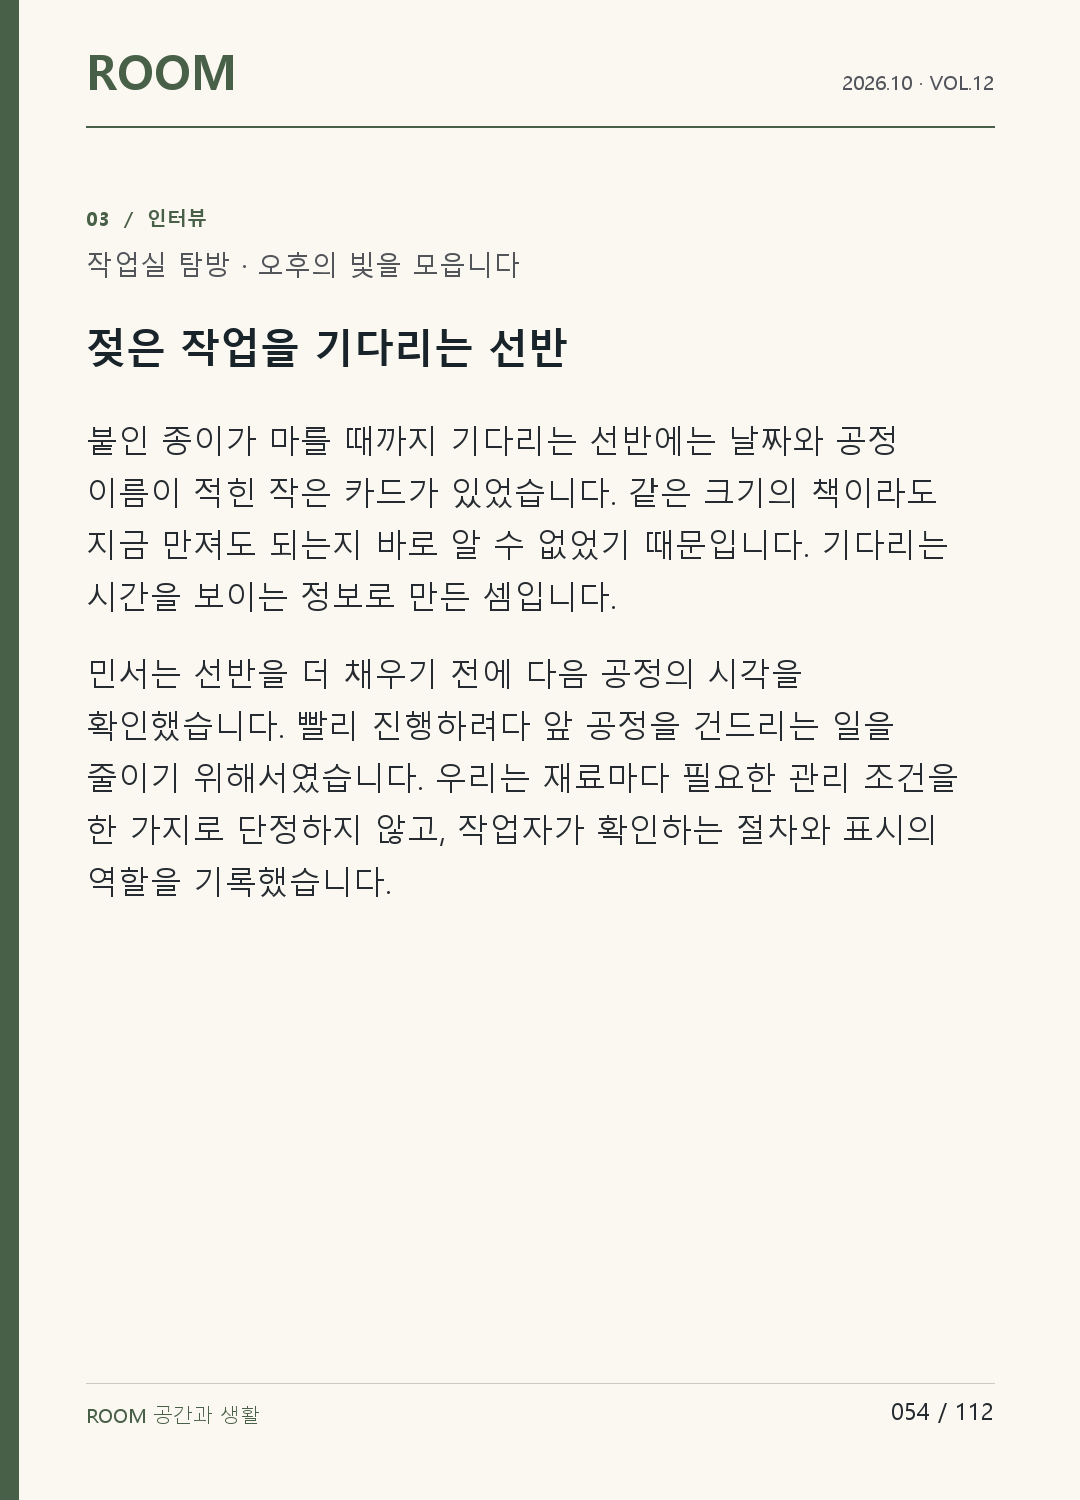 ROOM
2026.10 · VOL.12
03 / 인터뷰
작업실 탐방 · 오후의 빛을 모읍니다
젖은 작업을 기다리는 선반
붙인 종이가 마를 때까지 기다리는 선반에는 날짜와 공정
이름이 적힌 작은 카드가 있었습니다. 같은 크기의 책이라도
지금 만져도 되는지 바로 알 수 없었기 때문입니다. 기다리는
시간을 보이는 정보로 만든 셈입니다.
민서는 선반을 더 채우기 전에 다음 공정의 시각을
확인했습니다. 빨리 진행하려다 앞 공정을 건드리는 일을
줄이기 위해서였습니다. 우리는 재료마다 필요한 관리 조건을
한 가지로 단정하지 않고, 작업자가 확인하는 절차와 표시의
역할을 기록했습니다.
ROOM 공간과 생활
054 / 112